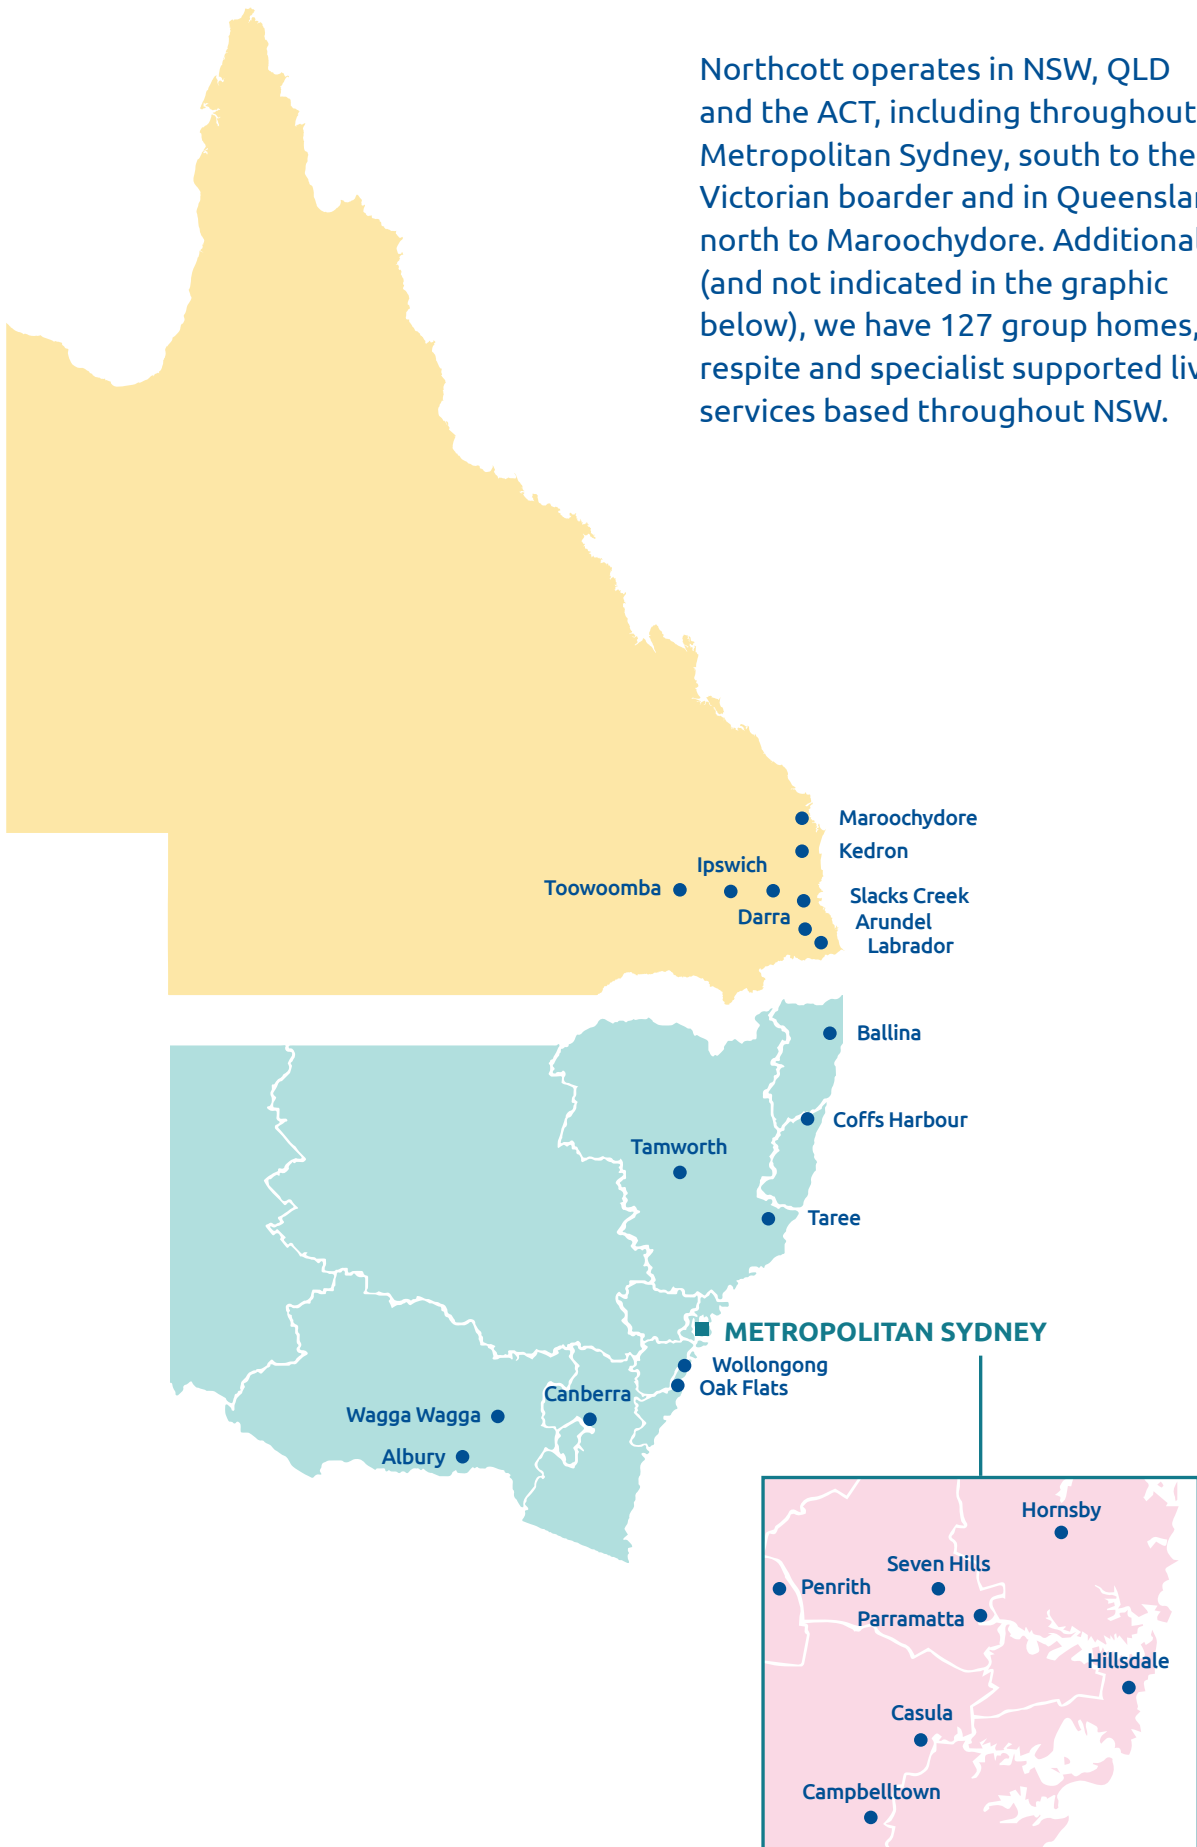 Northcott operates in NSW, QLD
and the ACT, including throughout
Metropolitan Sydney, south to the
Victorian boarder and in Queenslan
north to Maroochydore. Additional
(and not indicated in the graphic
below), we have 127 group homes,
respite and specialist supported liv
services based throughout NSW.
Maroochydore
Kedron
Ipswich
Toowoomba
Slacks Creek
Darra
Arundel
Labrador
Ballina
Coffs Harbour
Tamworth
Taree
METROPOLITAN SYDNEY
Wollongong
Oak Flats
Canberra
Wagga Wagga
Albury
Hornsby
Seven Hills
Penrith
Parramatta
Hillsdale
Casula
Campbelltown